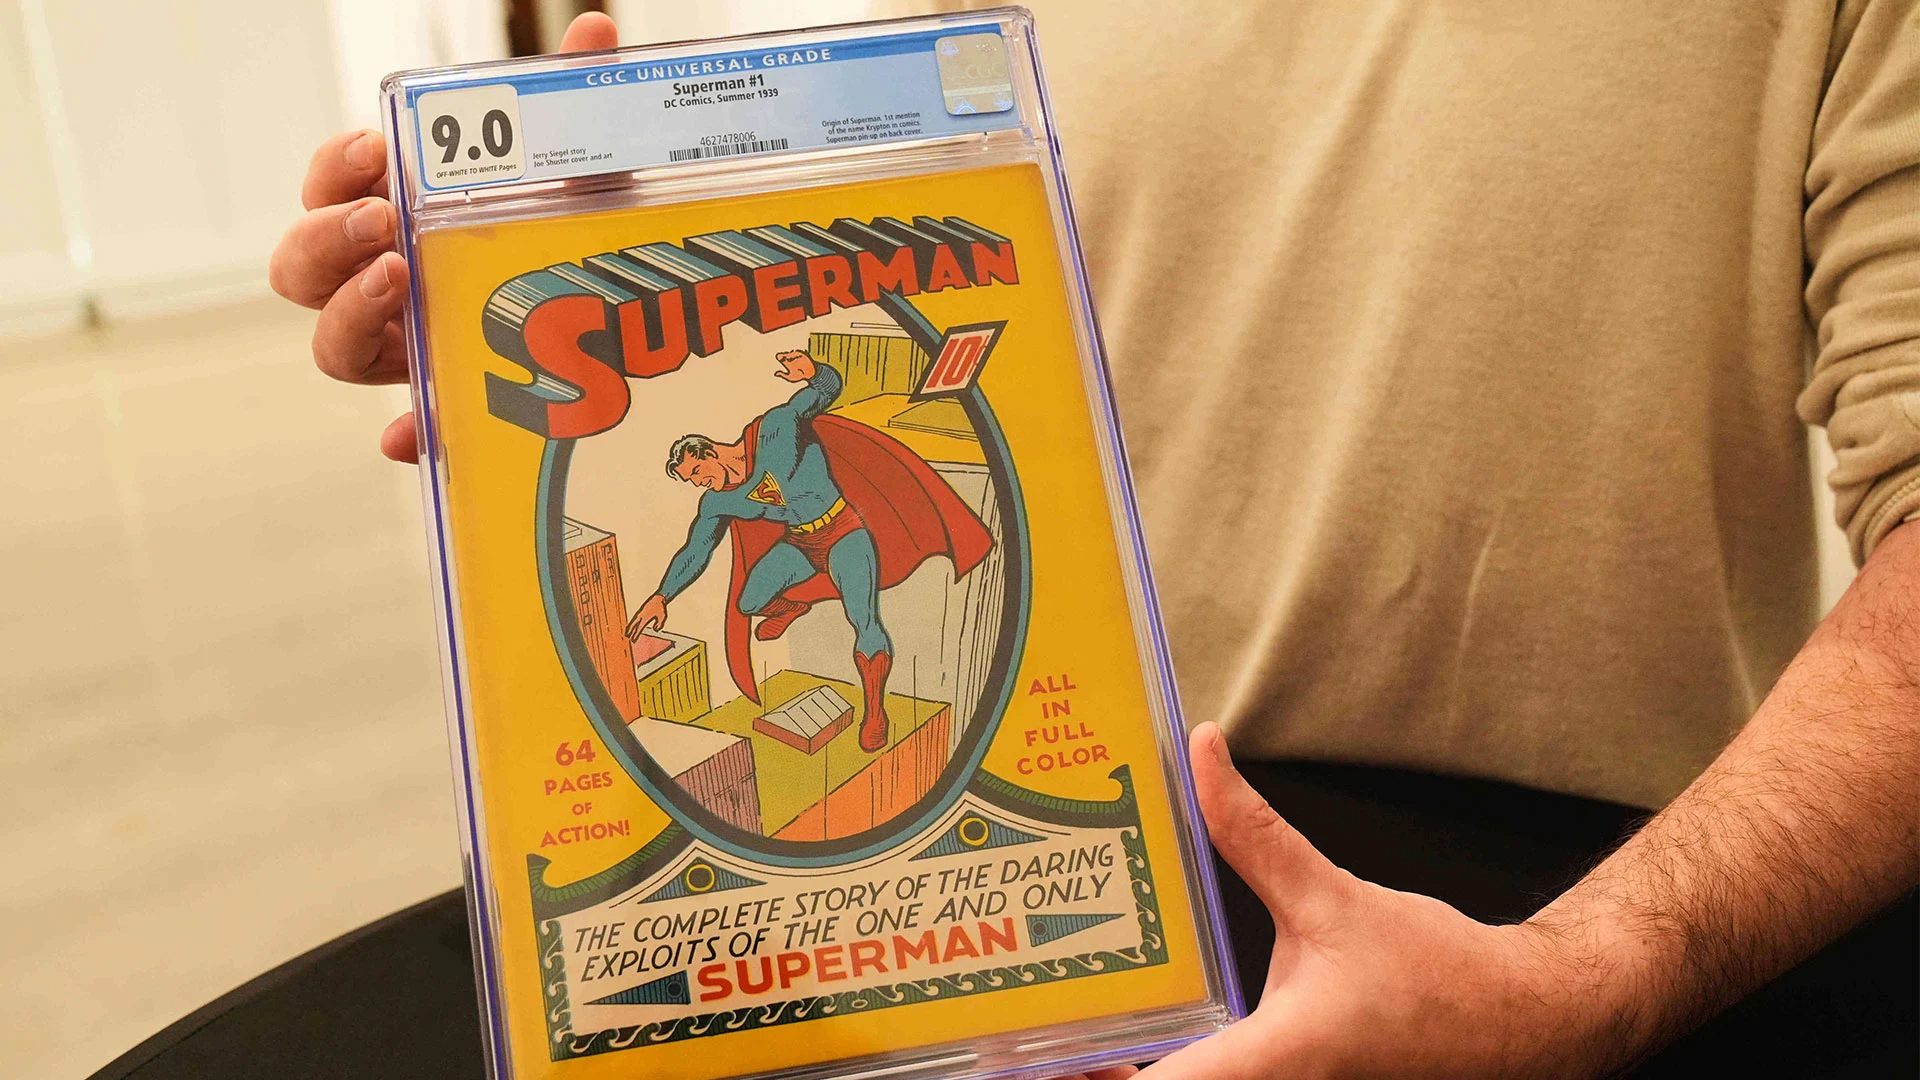 CGC UNIVERSAL GRADE
Superman #1
DC Comics, Summer 1939
9.0
OFF-WHITE TO WHITE Pages
Jerry Siegel story
Joe Shuster cover and art
4627478006
Origin of Superman. 1st mention
of the name Krypton in comics.
Superman pin-up on back cover.
CGC
SUPERMAN
10¢
S
64
PAGES
OF
ACTION!
ALL
IN
FULL
COLOR
THE COMPLETE STORY OF THE DARING
EXPLOITS OF THE ONE AND ONLY
SUPERMAN